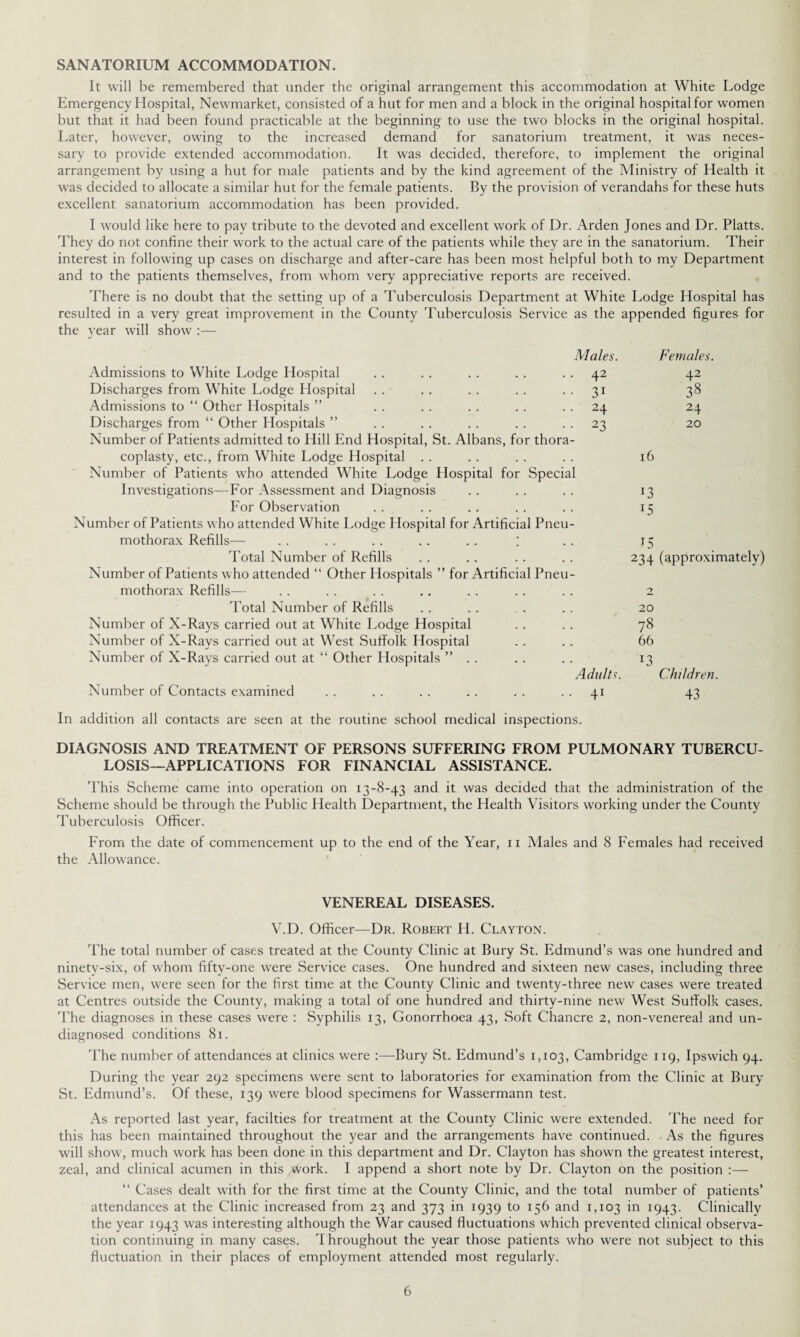 SANATORIUM ACCOMMODATION.
It will be remembered that under the original arrangement this accommodation at White Lodge
Emergency Hospital, Newmarket, consisted of a hut for men and a block in the original hospital for women
but that it had been found practicable at the beginning to use the two blocks in the original hospital.
Later, however, owing to the increased demand for sanatorium treatment, it was neces-
sary to provide extended accommodation. It was decided, therefore, to implement the original
arrangement by using a hut for male patients and by the kind agreement of the Ministry of Health it
was decided to allocate a similar hut for the female patients. By the provision of verandahs for these huts
excellent sanatorium accommodation has been provided.
I would like here to pay tribute to the devoted and excellent work of Dr. Arden Jones and Dr. Platts.
They do not confine their work to the actual care of the patients while they are in the sanatorium. Their
interest in following up cases on discharge and after-care has been most helpful both to my Department
and to the patients themselves, from whom very appreciative reports are received.
There is no doubt that the setting up of a Tuberculosis Department at White Lodge Hospital has
resulted in a very great improvement in the County Tuberculosis Service as the appended figures for
the year will show :—
Males. Females.
Admissions to White Lodge Hospital .. .. .. .. .. 42 42
Discharges from White Lodge Hospital .. .. .. .. .. 31 38
Admissions to “ Other Hospitals ” .. .. .. .. .. 24 24
Discharges from “ Other Hospitals ” .. .. .. .. .. 23 20
Number of Patients admitted to Hill End Hospital, St. Albans, for thora-
coplasty, etc., from White Lodge Hospital .. .. .. .. 16
Number of Patients who attended White Lodge Hospital for Special
Investigations—For Assessment and Diagnosis .. .. .. 13
For Observation .. .. .. .. .. 15
Number of Patients who attended White Lodge Hospital for Artificial Pneu-
mothorax Refills— .. .. .. .. .. : .. 15
Total Number of Refills .. .. .. .. 234 (approximately)
Number of Patients who attended “ Other Hospitals ” for Artificial Pneu-
mothorax Refills— .. .. .. .. .. .. .. 2
Total Number of Refills .. .. . .. 20
Number of X-Rays carried out at White Lodge Hospital .. .. 78
Number of X-Rays carried out at West Suffolk Hospital .. .. 66
Number of X-Rays carried out at “ Other Hospitals ” .. .. .. 13
Adults. Children.
Number of Contacts examined .. .. .. .. .. .. 41 43
In addition all contacts are seen at the routine school medical inspections.
DIAGNOSIS AND TREATMENT OF PERSONS SUFFERING FROM PULMONARY TUBERCU-
LOSIS—APPLICATIONS FOR FINANCIAL ASSISTANCE.
This Scheme came into operation on 13-8-43 and it was decided that the administration of the
Scheme should be through the Public Health Department, the Health Visitors working under the County
Tuberculosis Officer.
From the date of commencement up to the end of the Year, 11 Males and 8 Females had received
the Allowance.
VENEREAL DISEASES.
V.D. Officer—Dr. Robert H. Clayton.
The total number of cases treated at the County Clinic at Bury St. Edmund’s was one hundred and
ninety-six, of whom fifty-one were Service cases. One hundred and sixteen new cases, including three
Service men, were seen for the first time at the County Clinic and twenty-three new cases were treated
at Centres outside the County, making a total of one hundred and thirty-nine new West Suffolk cases.
The diagnoses in these cases were : Syphilis 13, Gonorrhoea 43, Soft Chancre 2, non-venereal and un-
diagnosed conditions 81.
The number of attendances at clinics were :—Bury St. Edmund’s 1,103, Cambridge 119, Ipswich 94.
During the year 292 specimens were sent to laboratories for examination from the Clinic at Bury
St. Edmund’s. Of these, 139 were blood specimens for Wassermann test.
As reported last year, facilties for treatment at the County Clinic were extended. The need for
this has been maintained throughout the year and the arrangements have continued. As the figures
will show, much work has been done in this department and Dr. Clayton has shown the greatest interest,
zeal, and clinical acumen in this work. I append a short note by Dr. Clayton on the position :—
“ Cases dealt with for the first time at the County Clinic, and the total number of patients’
attendances at the Clinic increased from 23 and 373 in 1939 to 156 and 1,103 in 1943. Clinically
the year 1943 was interesting although the War caused fluctuations which prevented clinical observa-
tion continuing in many cases. Throughout the year those patients who were not subject to this
fluctuation in their places of employment attended most regularly.
6